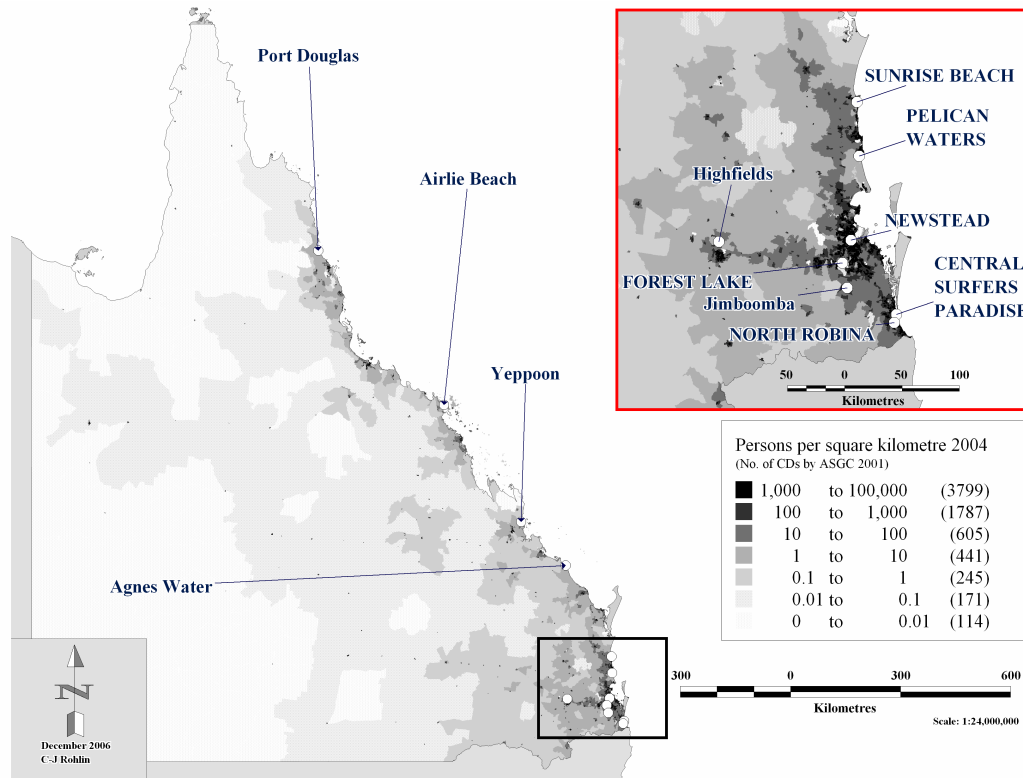 Port Douglas
Airlie Beach
Yeppoon
Agnes Water
SUNRISE BEACH
PELICAN
WATERS
Highfields
NEWSTEAD
FOREST LAKE
Jimboomba
CENTRAL
SURFERS
PARADISE
NORTH ROBINA
50 0 50 100
Kilometres
Persons per square kilometre 2004
(No. of CDs by ASGC 2001)
1,000 to 100,000 (3799)
100 to 1,000 (1787)
10 to 100 (605)
1 to 10 (441)
0.1 to 1 (245)
0.01 to 0.1 (171)
0 to 0.01 (114)
300 0 300 600
Kilometres
Scale: 1:24,000,000
N
December 2006
C-J Rohlin